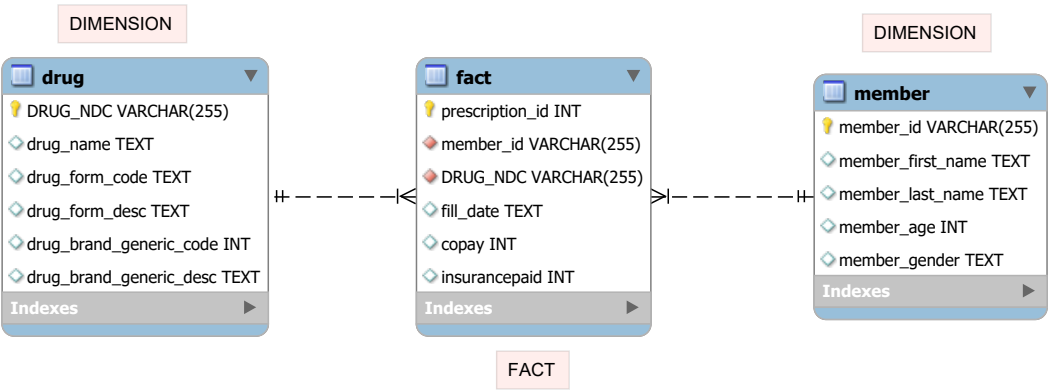 DIMENSION
drug
DRUG_NDC VARCHAR(255)
drug_name TEXT
drug_form_code TEXT
drug_form_desc TEXT
drug_brand_generic_code INT
drug_brand_generic_desc TEXT
Indexes
fact
prescription_id INT
member_id VARCHAR(255)
DRUG_NDC VARCHAR(255)
fill_date TEXT
copay INT
insurancepaid INT
Indexes
FACT
DIMENSION
member
member_id VARCHAR(255)
member_first_name TEXT
member_last_name TEXT
member_age INT
member_gender TEXT
Indexes